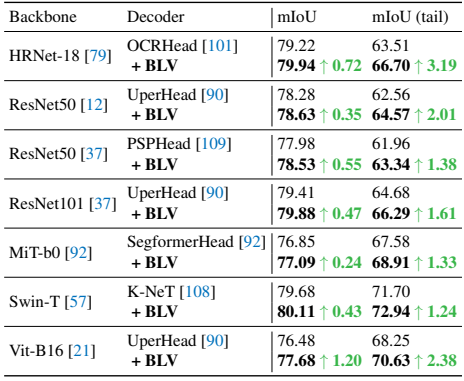 Backbone Decoder mIoU mIoU (tail)
HRNet-18 [79] OCRHead [101] 79.22 63.51
+ BLV 79.94 ↑ 0.72 66.70 ↑ 3.19
ResNet50 [12] UperHead [90] 78.28 62.56
+ BLV 78.63 ↑ 0.35 64.57 ↑ 2.01
ResNet50 [37] PSPHead [109] 77.98 61.96
+ BLV 78.53 ↑ 0.55 63.34 ↑ 1.38
ResNet101 [37] UperHead [90] 79.41 64.68
+ BLV 79.88 ↑ 0.47 66.29 ↑ 1.61
MiT-b0 [92] SegformerHead [92] 76.85 67.58
+ BLV 77.09 ↑ 0.24 68.91 ↑ 1.33
Swin-T [57] K-NeT [108] 79.68 71.70
+ BLV 80.11 ↑ 0.43 72.94 ↑ 1.24
Vit-B16 [21] UperHead [90] 76.48 68.25
+ BLV 77.68 ↑ 1.20 70.63 ↑ 2.38